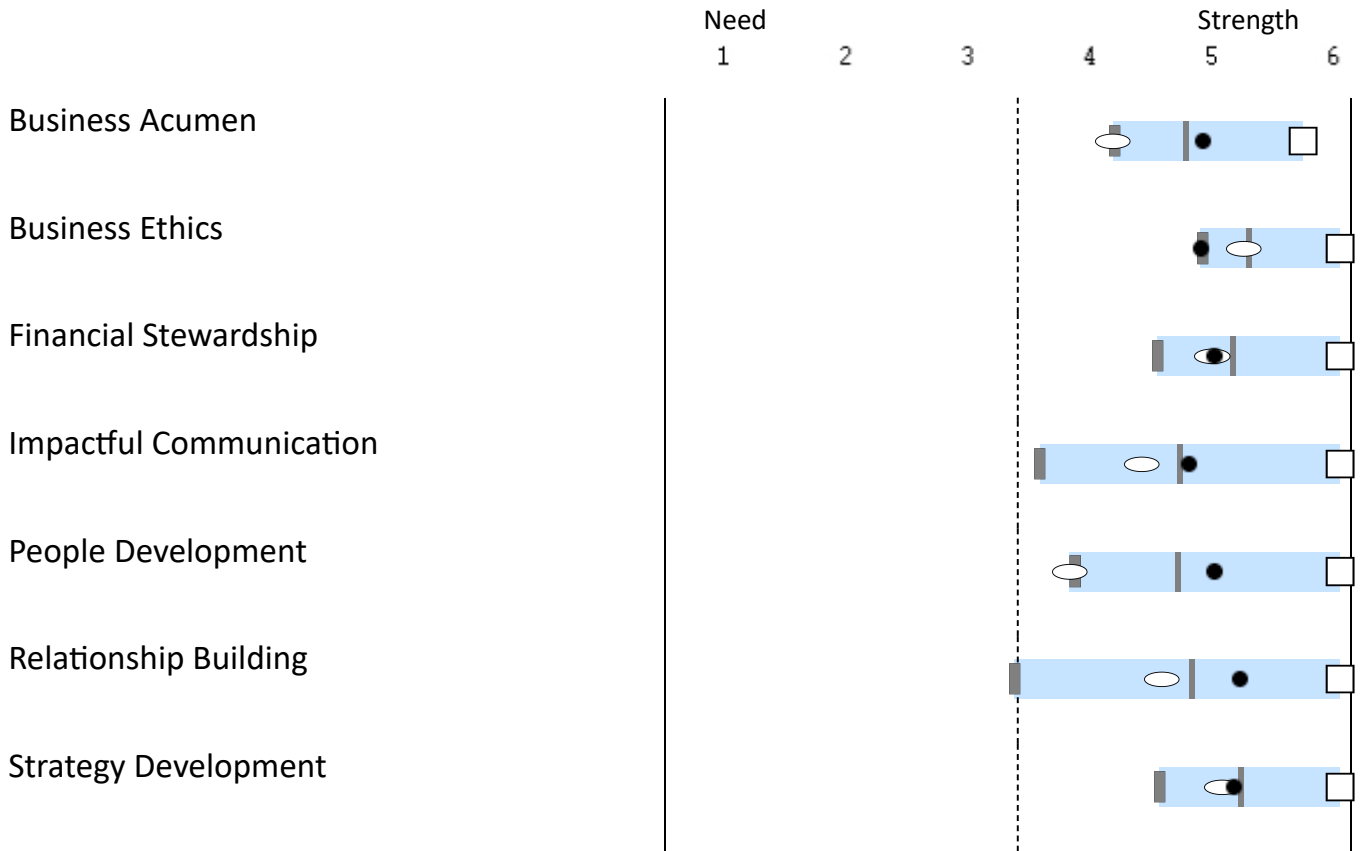 Need Strength
1 2 3 4 5 6
Business Acumen
Business Ethics
Financial Stewardship
Impactful Communication
People Development
Relationship Building
Strategy Development